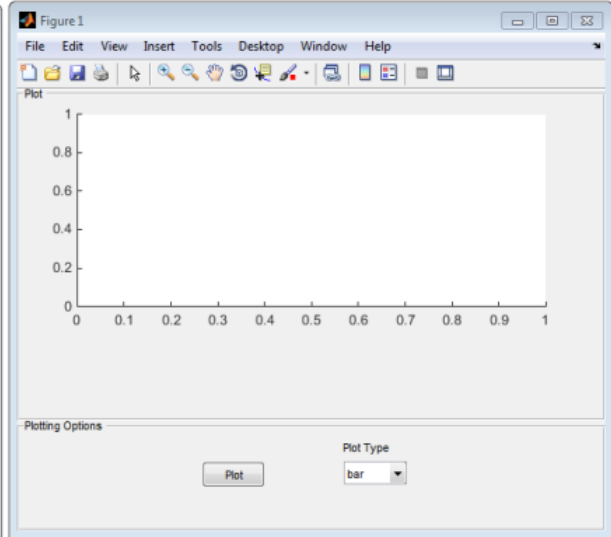 Figure 1
File Edit View Insert Tools Desktop Window Help
Plot
1
0.8
0.6
0.4
0.2
0
0 0.1 0.2 0.3 0.4 0.5 0.6 0.7 0.8 0.9 1
Plotting Options
Plot Type
Plot bar